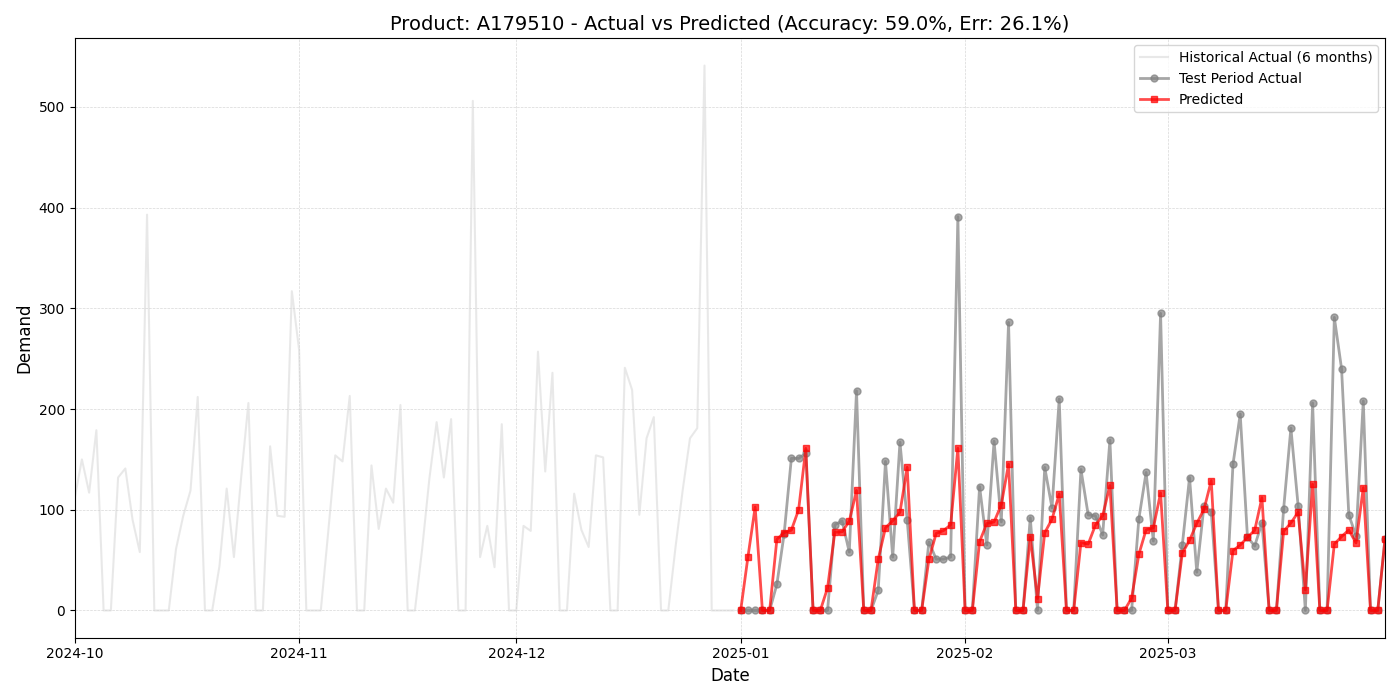 Product: A179510 - Actual vs Predicted (Accuracy: 59.0%, Err: 26.1%)
Historical Actual (6 months)
Test Period Actual
Predicted
Demand
500
400
300
200
100
0
2024-10
2024-11
2024-12
2025-01
2025-02
2025-03
Date